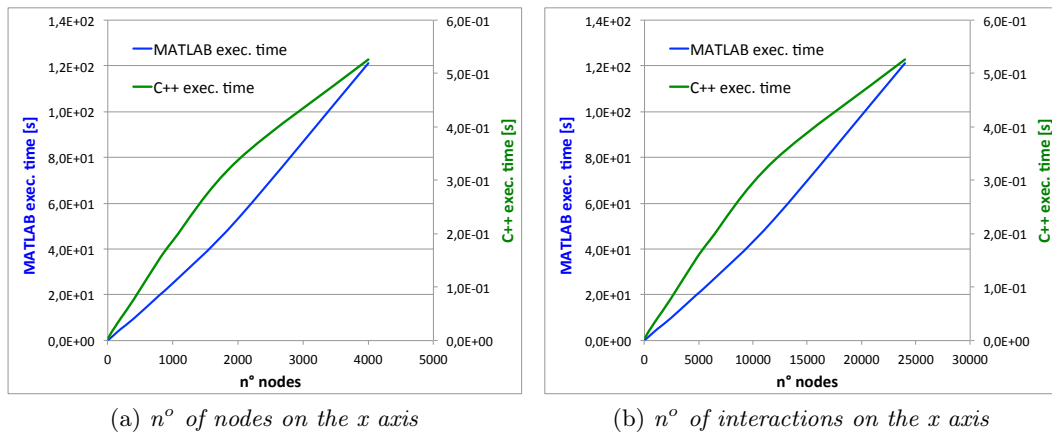 1,4E+02
1,2E+02
1,0E+02
8,0E+01
6,0E+01
4,0E+01
2,0E+01
0,0E+00
MATLAB exec. time [s]
MATLAB exec. time
C++ exec. time
6,0E-01
5,0E-01
4,0E-01
3,0E-01
2,0E-01
1,0E-01
0,0E+00
C++ exec. time [s]
0 1000 2000 3000 4000 5000
n° nodes
(a) n° of nodes on the x axis
1,4E+02
1,2E+02
1,0E+02
8,0E+01
6,0E+01
4,0E+01
2,0E+01
0,0E+00
MATLAB exec. time [s]
MATLAB exec. time
C++ exec. time
6,0E-01
5,0E-01
4,0E-01
3,0E-01
2,0E-01
1,0E-01
0,0E+00
C++ exec. time [s]
0 5000 10000 15000 20000 25000 30000
n° nodes
(b) n° of interactions on the x axis